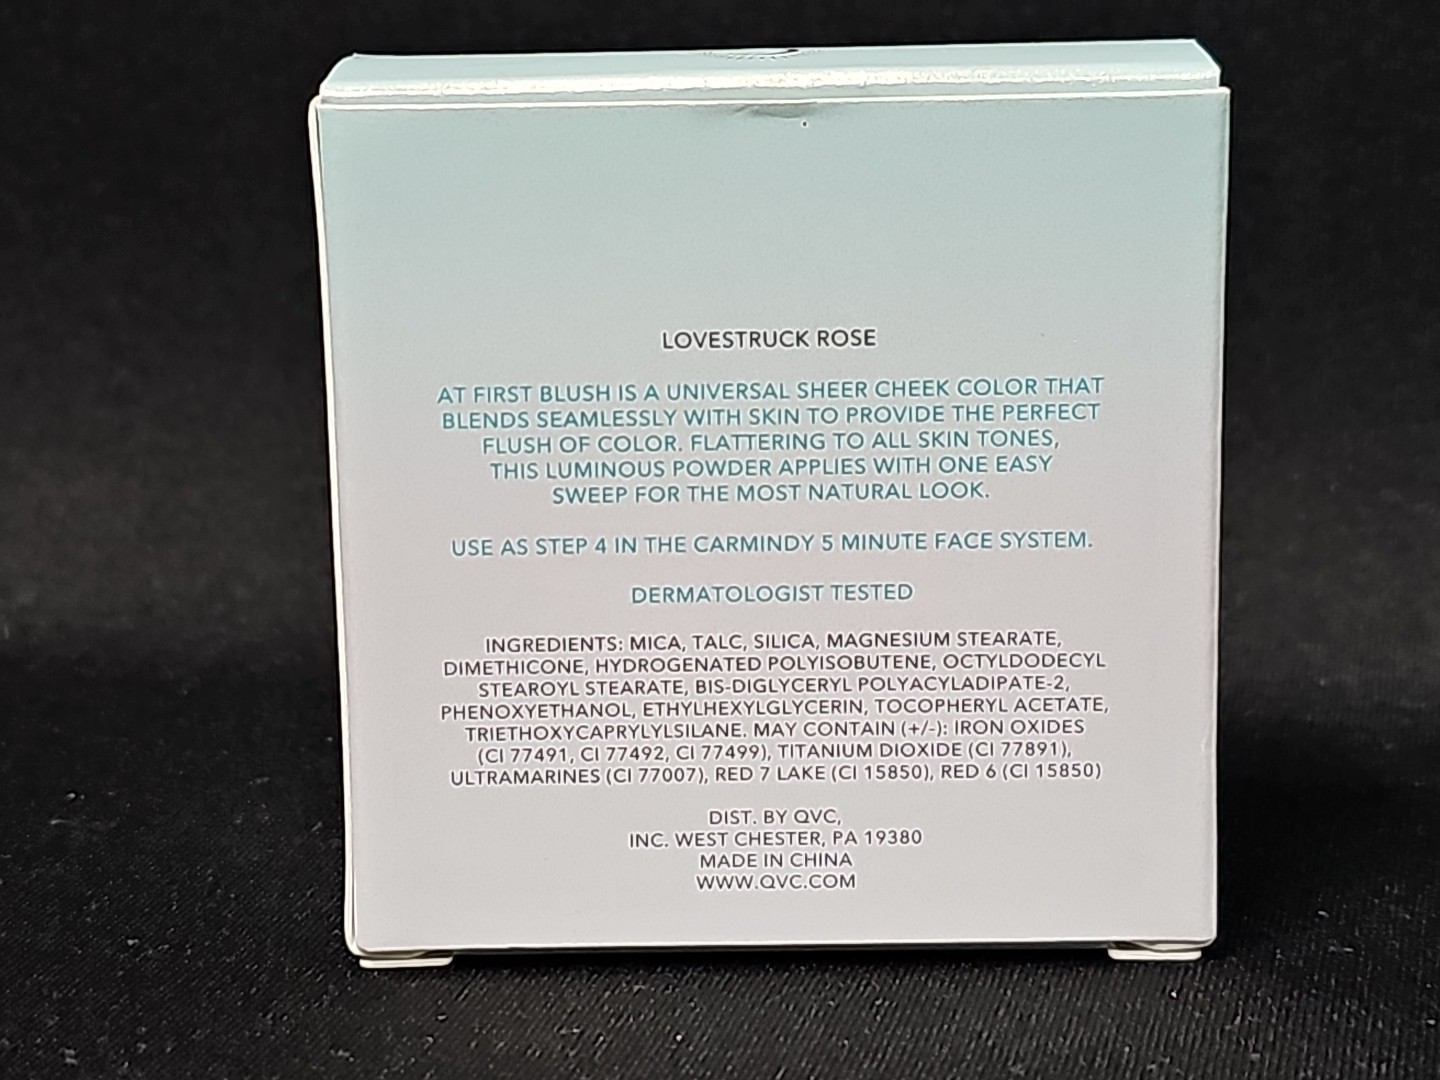 LOVESTRUCK ROSE
AT FIRST BLUSH IS A UNIVERSAL SHEER CHEEK COLOR THAT
BLENDS SEAMLESSLY WITH SKIN TO PROVIDE THE PERFECT
FLUSH OF COLOR. FLATTERING TO ALL SKIN TONES,
THIS LUMINOUS POWDER APPLIES WITH ONE EASY
SWEEP FOR THE MOST NATURAL LOOK.
USE AS STEP 4 IN THE CARMINDY 5 MINUTE FACE SYSTEM.
DERMATOLOGIST TESTED
INGREDIENTS: MICA, TALC, SILICA, MAGNESIUM STEARATE,
DIMETHICONE, HYDROGENATED POLYISOBUTENE, OCTYLDODECYL
STEAROYL STEARATE, BIS-DIGLYCERYL POLYACYLADIPATE-2,
PHENOXYETHANOL, ETHYLHEXYLGLYCERIN, TOCOPHERYL ACETATE,
TRIETHOXYCAPRYLYLSILANE. MAY CONTAIN (+/-): IRON OXIDES
(CI 77491, CI 77492, CI 77499), TITANIUM DIOXIDE (CI 77891),
ULTRAMARINES (CI 77007), RED 7 LAKE (CI 15850), RED 6 (CI 15850)
DIST. BY QVC,
INC. WEST CHESTER, PA 19380
MADE IN CHINA
WWW.QVC.COM